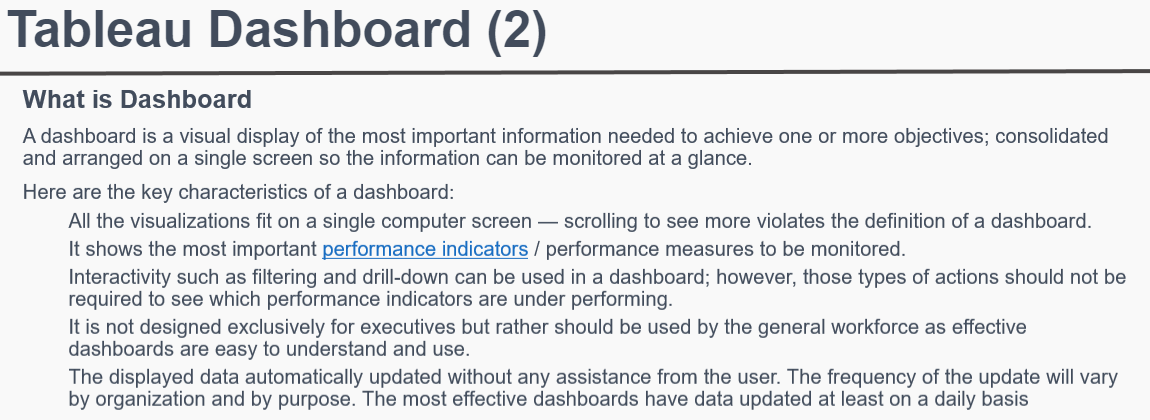 Tableau Dashboard (2)
What is Dashboard
A dashboard is a visual display of the most important information needed to achieve one or more objectives; consolidated
and arranged on a single screen so the information can be monitored at a glance.
Here are the key characteristics of a dashboard:
All the visualizations fit on a single computer screen — scrolling to see more violates the definition of a dashboard.
It shows the most important performance indicators / performance measures to be monitored.
Interactivity such as filtering and drill-down can be used in a dashboard; however, those types of actions should not be
required to see which performance indicators are under performing.
It is not designed exclusively for executives but rather should be used by the general workforce as effective
dashboards are easy to understand and use.
The displayed data automatically updated without any assistance from the user. The frequency of the update will vary
by organization and by purpose. The most effective dashboards have data updated at least on a daily basis